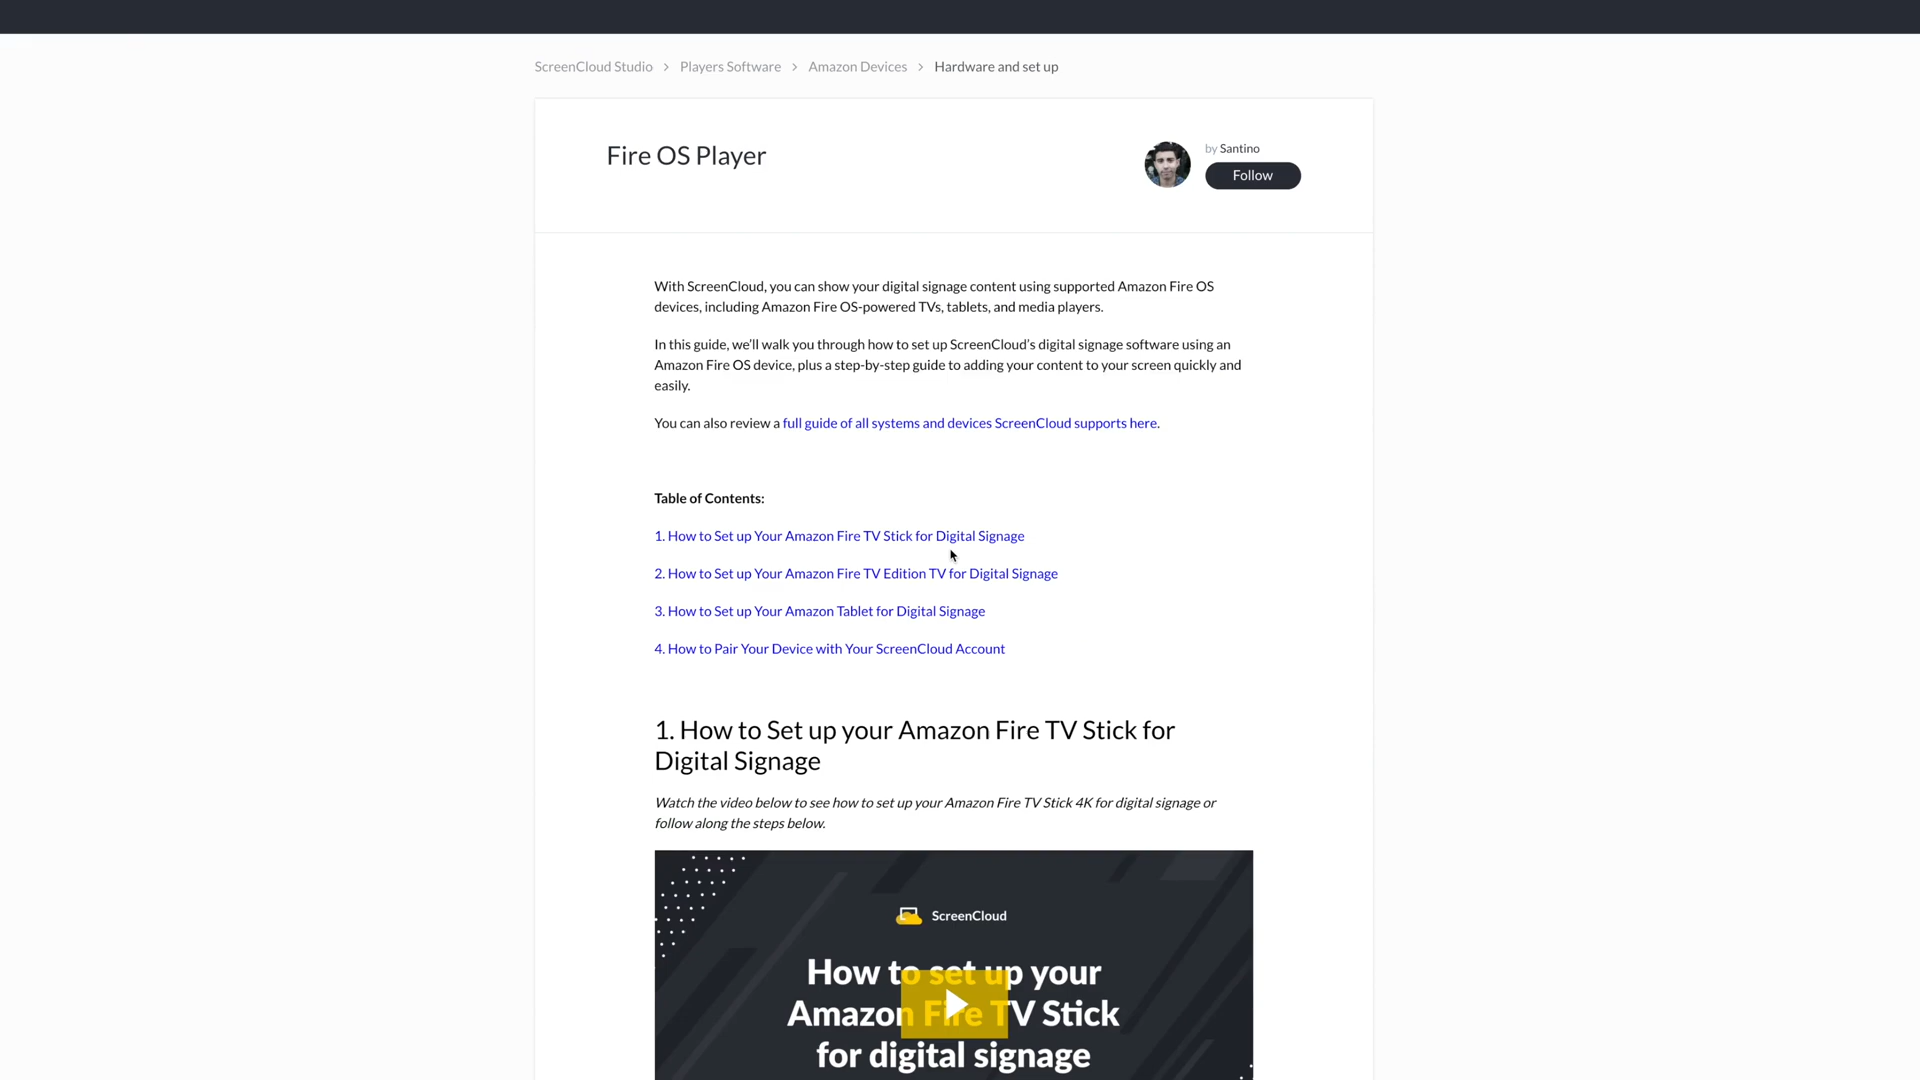 ScreenCloud Studio > Players Software > Amazon Devices > Hardware and set up
Fire OS Player
by Santino
Follow
With ScreenCloud, you can show your digital signage content using supported Amazon Fire OS
devices, including Amazon Fire OS-powered TVs, tablets, and media players.
In this guide, we’ll walk you through how to set up ScreenCloud’s digital signage software using an
Amazon Fire OS device, plus a step-by-step guide to adding your content to your screen quickly and
easily.
You can also review a full guide of all systems and devices ScreenCloud supports here.
Table of Contents:
1. How to Set up Your Amazon Fire TV Stick for Digital Signage
2. How to Set up Your Amazon Fire TV Edition TV for Digital Signage
3. How to Set up Your Amazon Tablet for Digital Signage
4. How to Pair Your Device with Your ScreenCloud Account
1. How to Set up your Amazon Fire TV Stick for
Digital Signage
Watch the video below to see how to set up your Amazon Fire TV Stick 4K for digital signage or
follow along the steps below.
ScreenCloud
How to set up your
Amazon Fire TV Stick
for digital signage